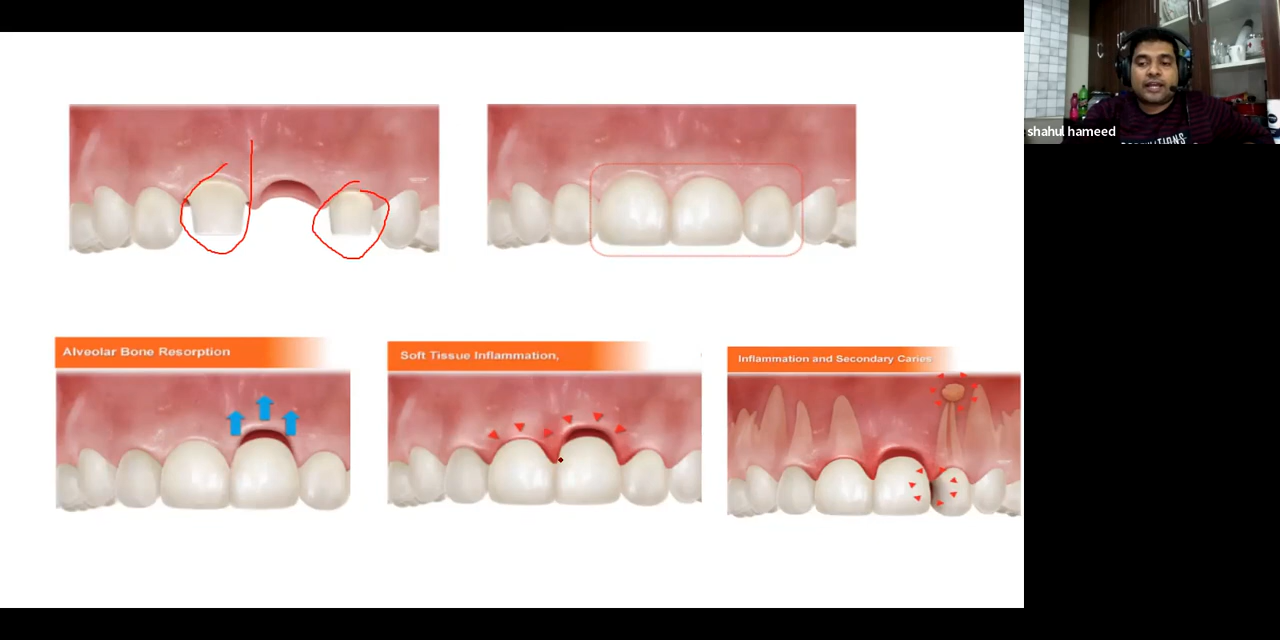 shahul hameed
Alveolar Bone Resorption
Soft Tissue Inflammation,
Inflammation and Secondary Caries